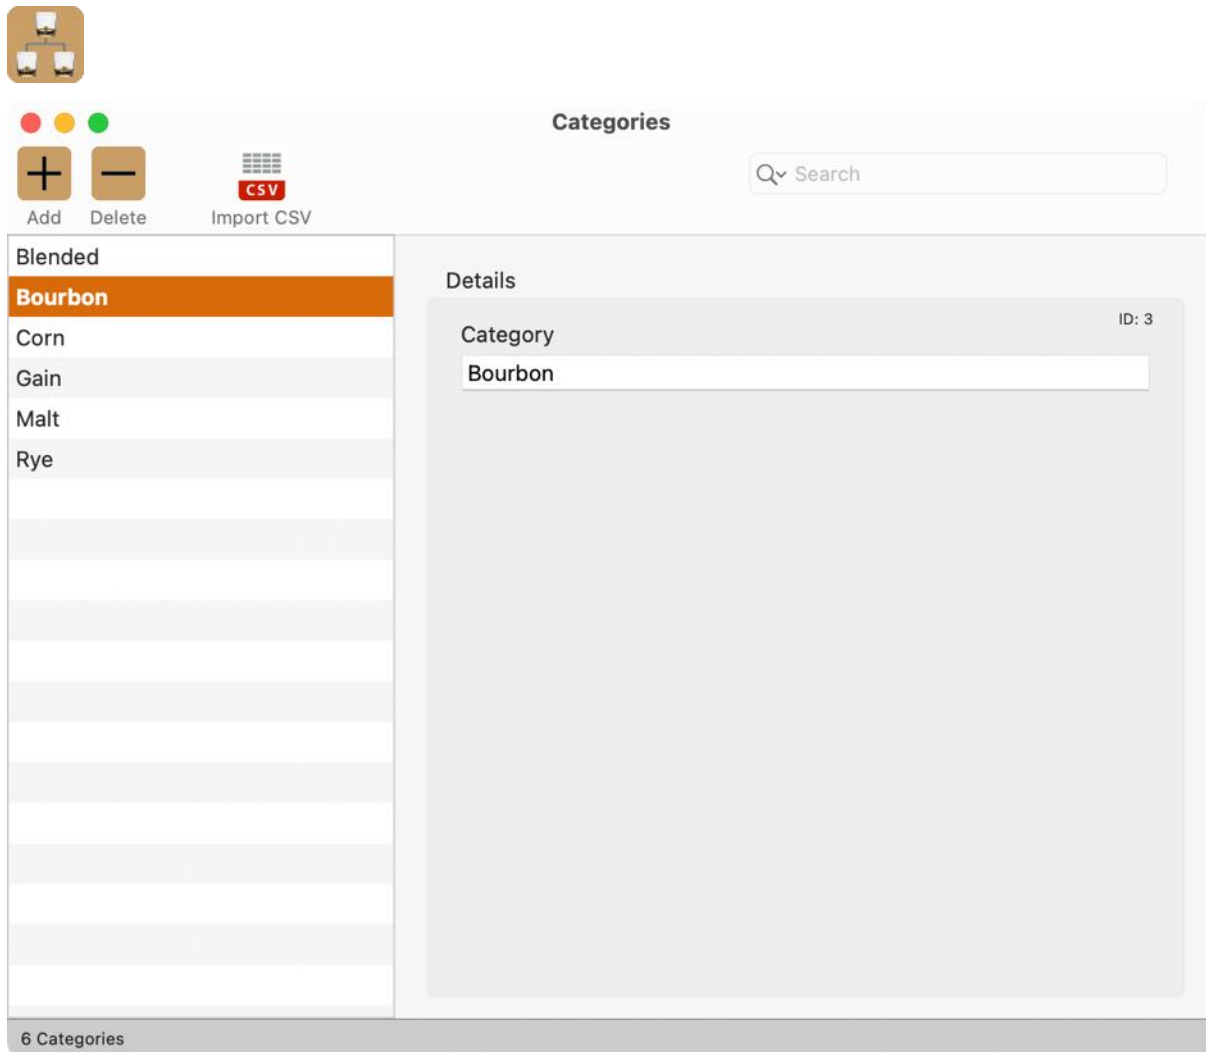 Categories
CSV
Search
Add Delete Import CSV
Blended
Bourbon
Corn
Gain
Malt
Rye
Details
ID: 3
Category
Bourbon
6 Categories